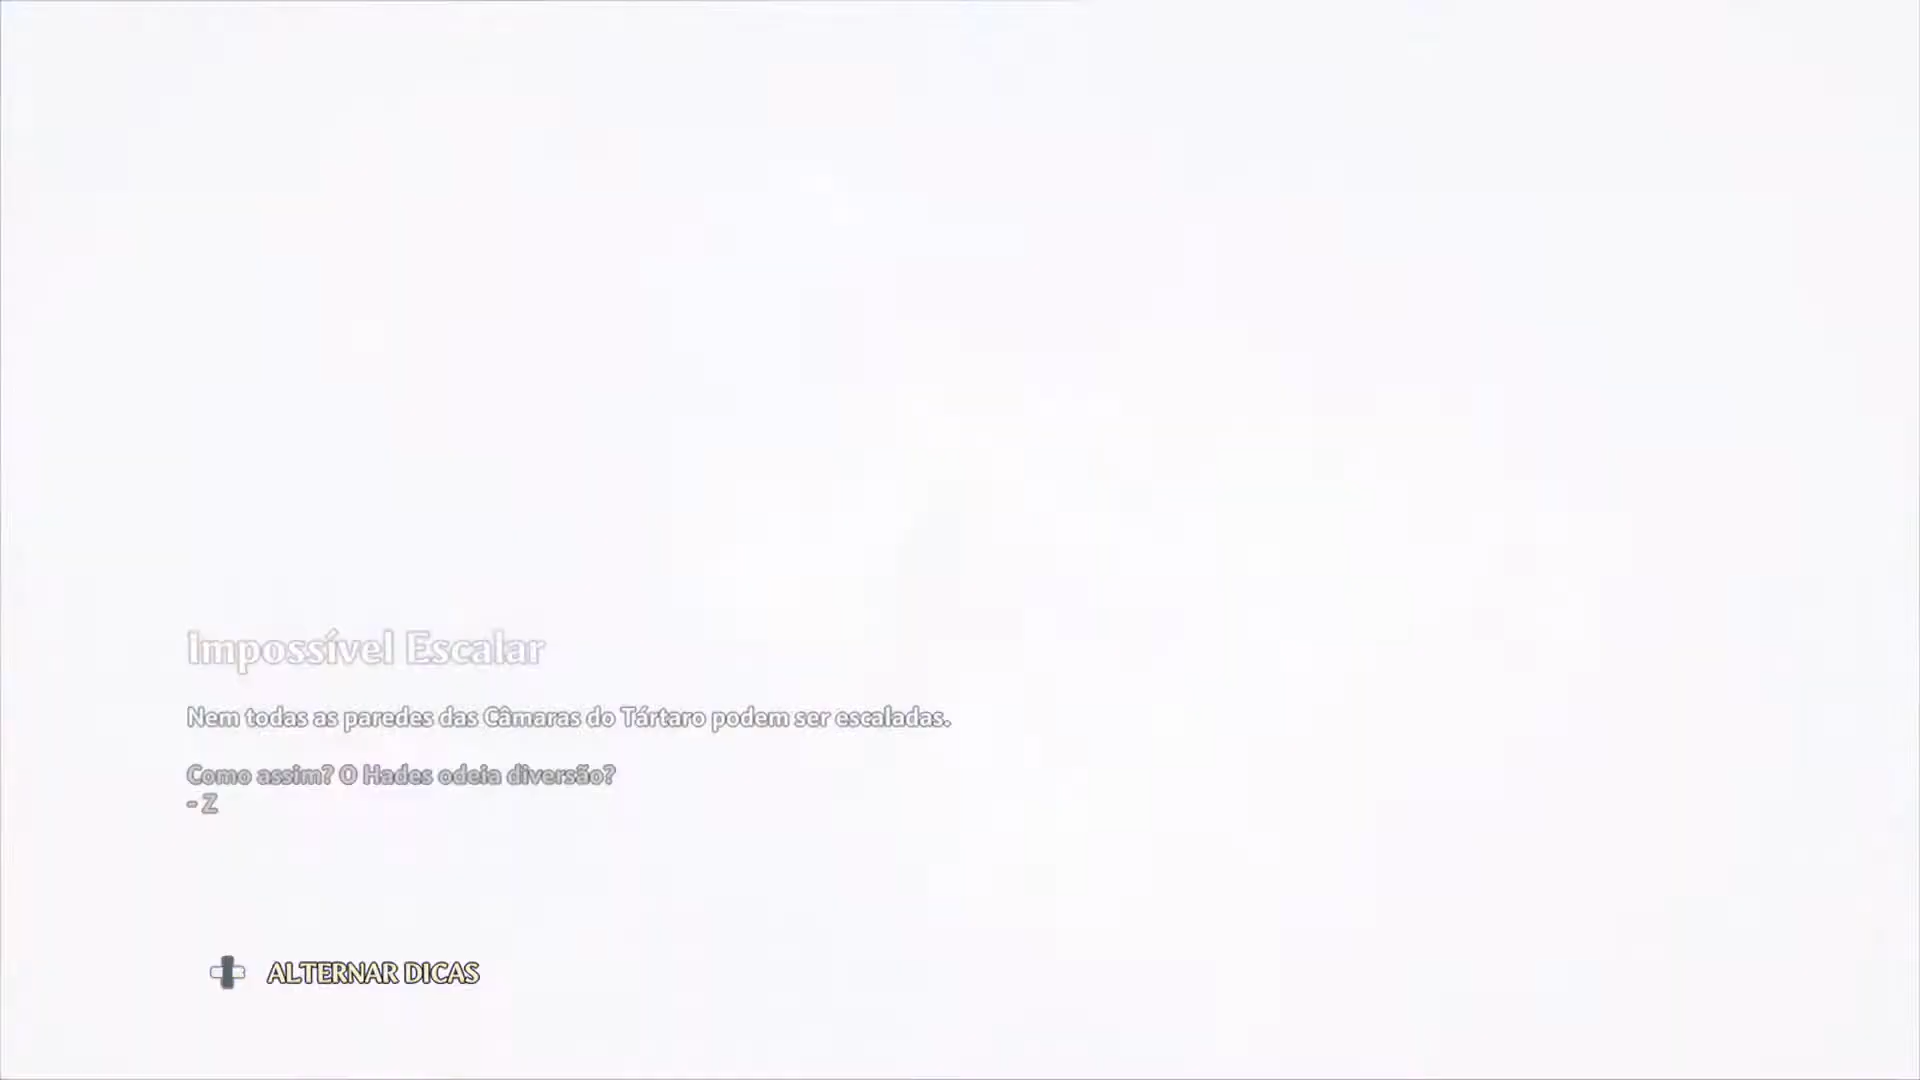 Impossível Escalar
Nem todas as paredes das Câmaras do Tártaro podem ser escaladas.
Como assim? O Hades odeia diversão?
- Z
ALTERNAR DICAS